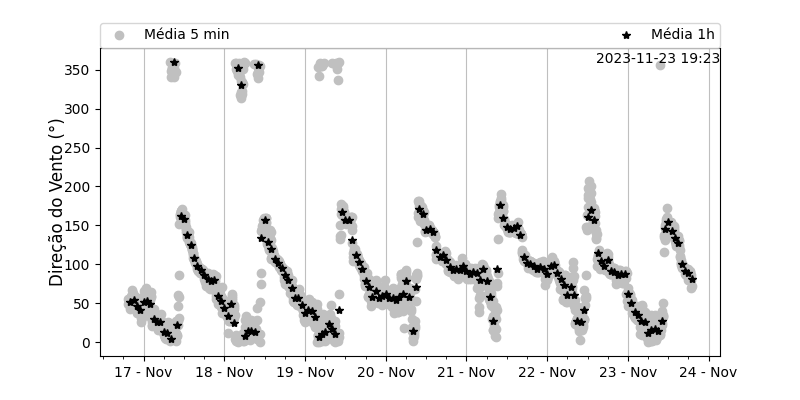 Média 5 min
Média 1h
2023-11-23 19:23
Direção do Vento (°)
350
300
250
200
150
100
50
0
17 - Nov
18 - Nov
19 - Nov
20 - Nov
21 - Nov
22 - Nov
23 - Nov
24 - Nov